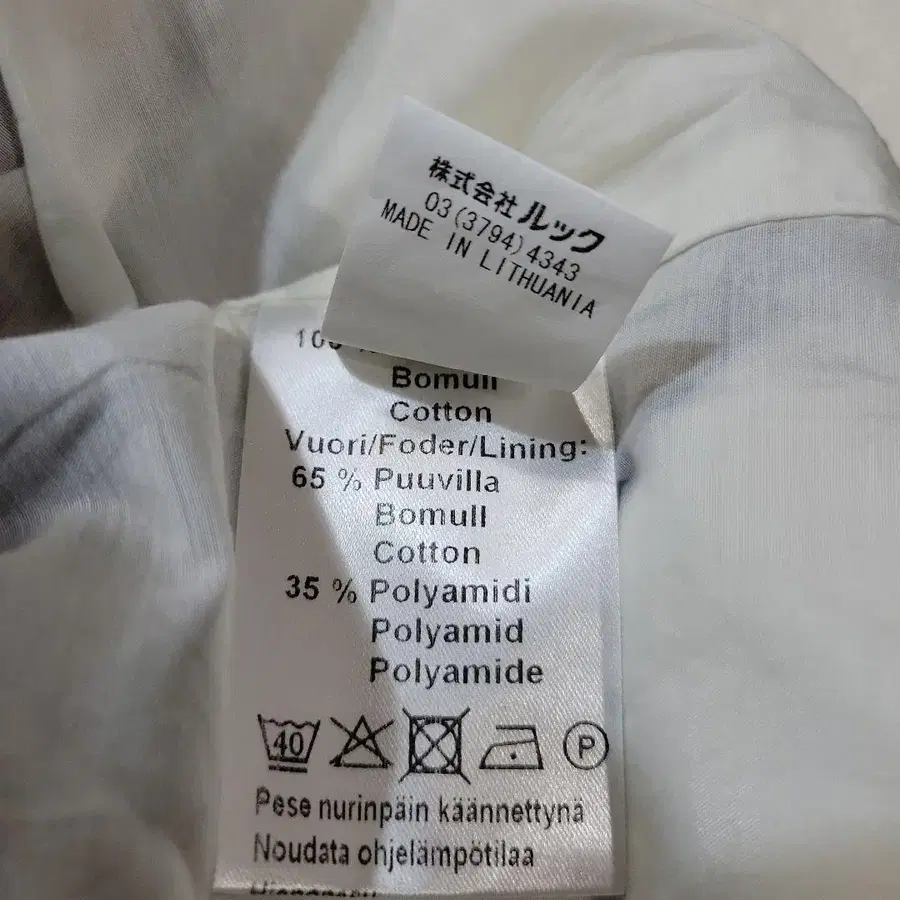 株式会社ルック
03(3794)4343
MADE IN LITHUANIA
Bomull
Cotton
Vuori/Foder/Lining:
65 % Puuvilla
Bomull
Cotton
35 % Polyamidi
Polyamid
Polyamide
40 P
Pese nurinpäin käännettynä
Noudata ohjelämpötilaa